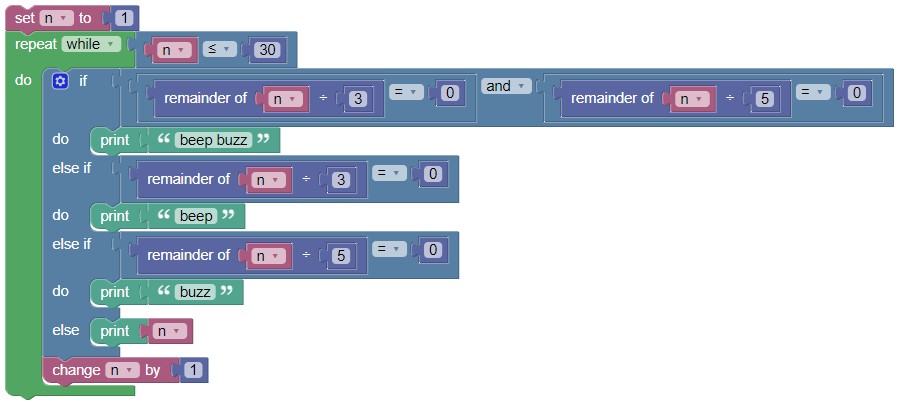 set n to 1
repeat while n ≤ 30
do if remainder of n ÷ 3 = 0 and remainder of n ÷ 5 = 0
do print “ beep buzz ”
else if remainder of n ÷ 3 = 0
do print “ beep ”
else if remainder of n ÷ 5 = 0
do print “ buzz ”
else print n
change n by 1